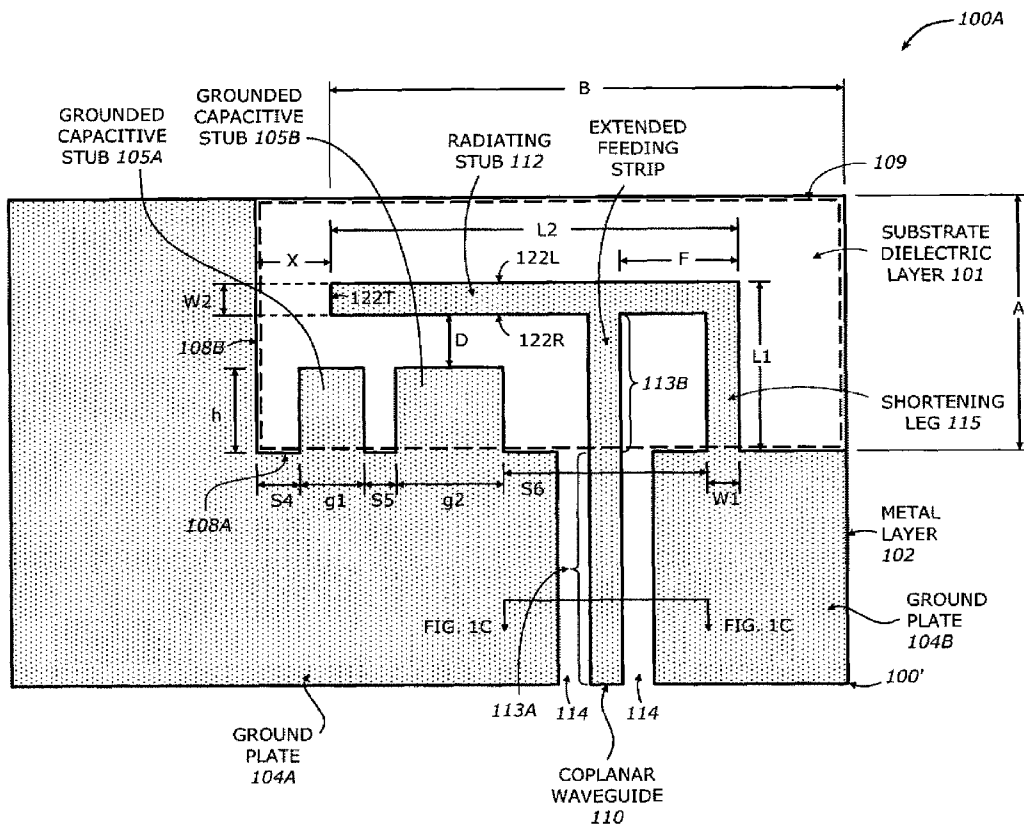 100A
B
GROUNDED
CAPACITIVE
STUB 105A
GROUNDED
CAPACITIVE
STUB 105B
RADIATING
STUB 112
EXTENDED
FEEDING
STRIP
109
SUBSTRATE
DIELECTRIC
LAYER 101
A
L2
X
122L
F
W2
122T
108B
D
122R
113B
L1
h
SHORTENING
LEG 115
S4
g1
S5
g2
S6
W1
108A
METAL
LAYER
102
GROUND
PLATE
104B
FIG. 1C
FIG. 1C
100'
113A
114
114
GROUND
PLATE
104A
COPLANAR
WAVEGUIDE
110